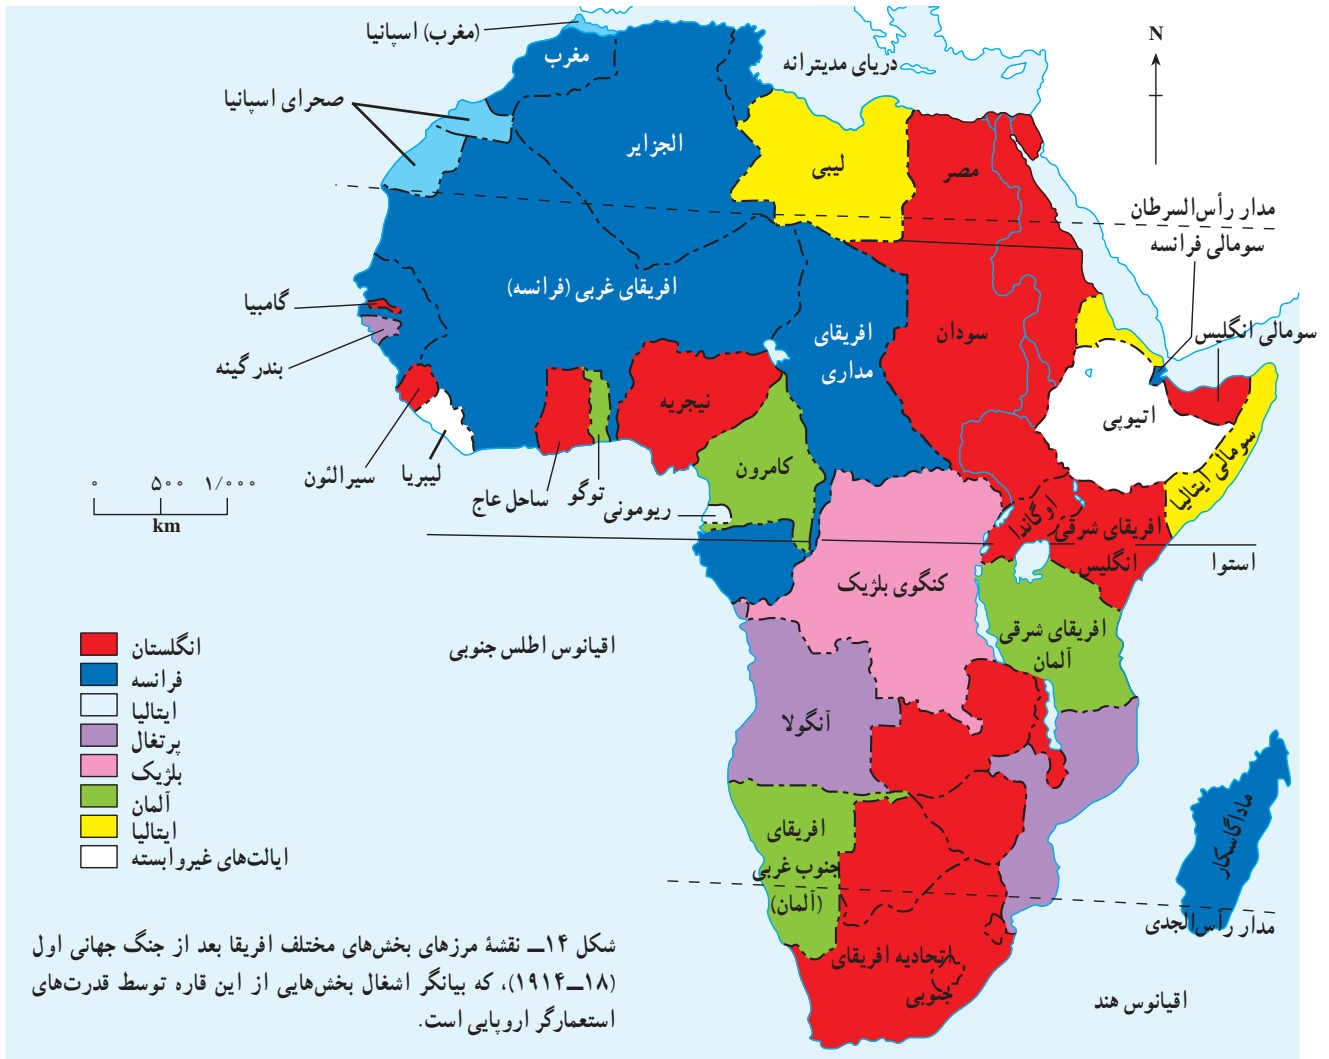 (مغرب) اسپانیا
مغرب
دریای مدیترانه
N
صحرای اسپانیا
الجزایر
لیبی
مصر
مدار رأس‌السرطان
سومالی فرانسه
افریقای غربی (فرانسه)
گامبیا
افریقای
مداری
سودان
سومالی انگلیس
بندر گینه
نیجریه
اتیوپی
سومالی ایتالیا
لیبریا
سیرالئون
ساحل عاج
توگو
کامرون
ریومونی
۰ ۵۰۰ ۱/۰۰۰
km
اوگاندا
افریقای شرقی
انگلیس
استوا
کنگوی بلژیک
افریقای شرقی
آلمان
اقیانوس اطلس جنوبی
انگلستان
فرانسه
ایتالیا
پرتغال
بلژیک
آلمان
ایتالیا
ایالت‌های غیروابسته
آنگولا
افریقای
جنوب غربی
(آلمان)
ماداگاسکار
مدار رأس‌الجدی
اتحادیه افریقای
جنوبی
اقیانوس هند
شکل ۱۴ــ نقشهٔ مرزهای بخش‌های مختلف افریقا بعد از جنگ جهانی اول
(۱۸ــ۱۹۱۴)، که بیانگر اشغال بخش‌هایی از این قاره توسط قدرت‌های
استعمارگر اروپایی است.